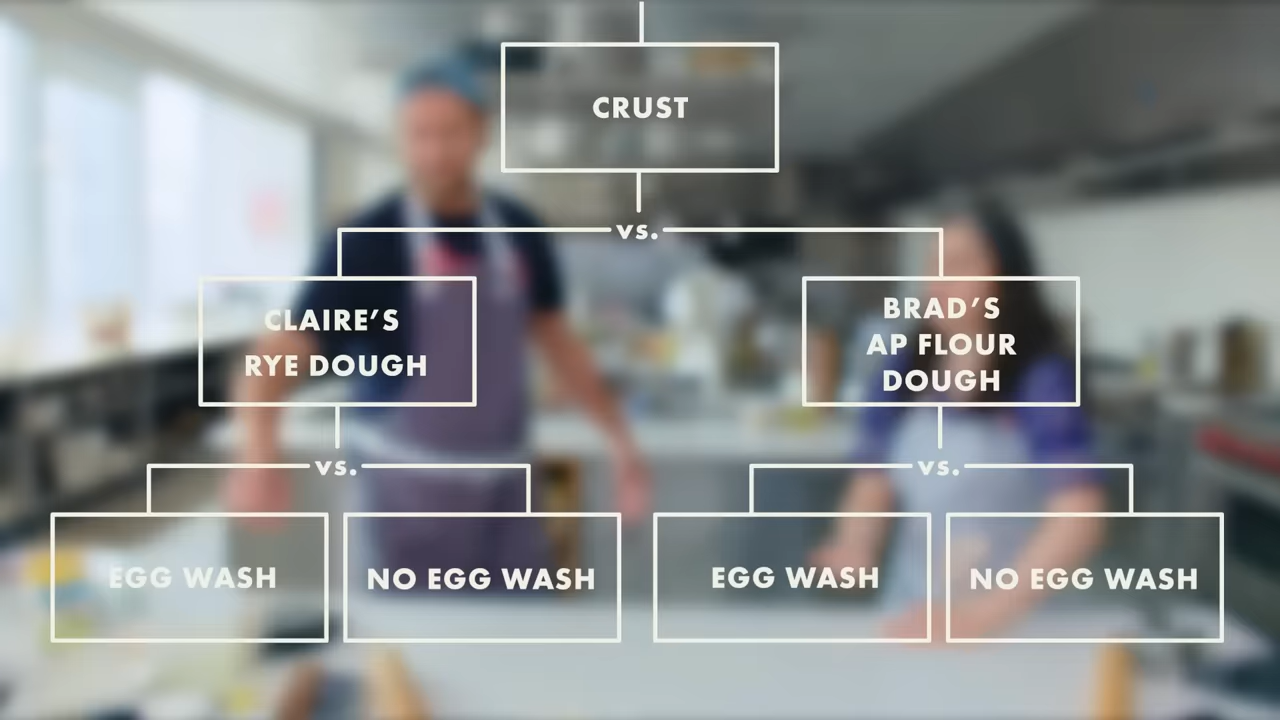 CRUST
vs.
CLAIRE’S
RYE DOUGH
BRAD’S
AP FLOUR
DOUGH
vs.
vs.
EGG WASH
NO EGG WASH
EGG WASH
NO EGG WASH